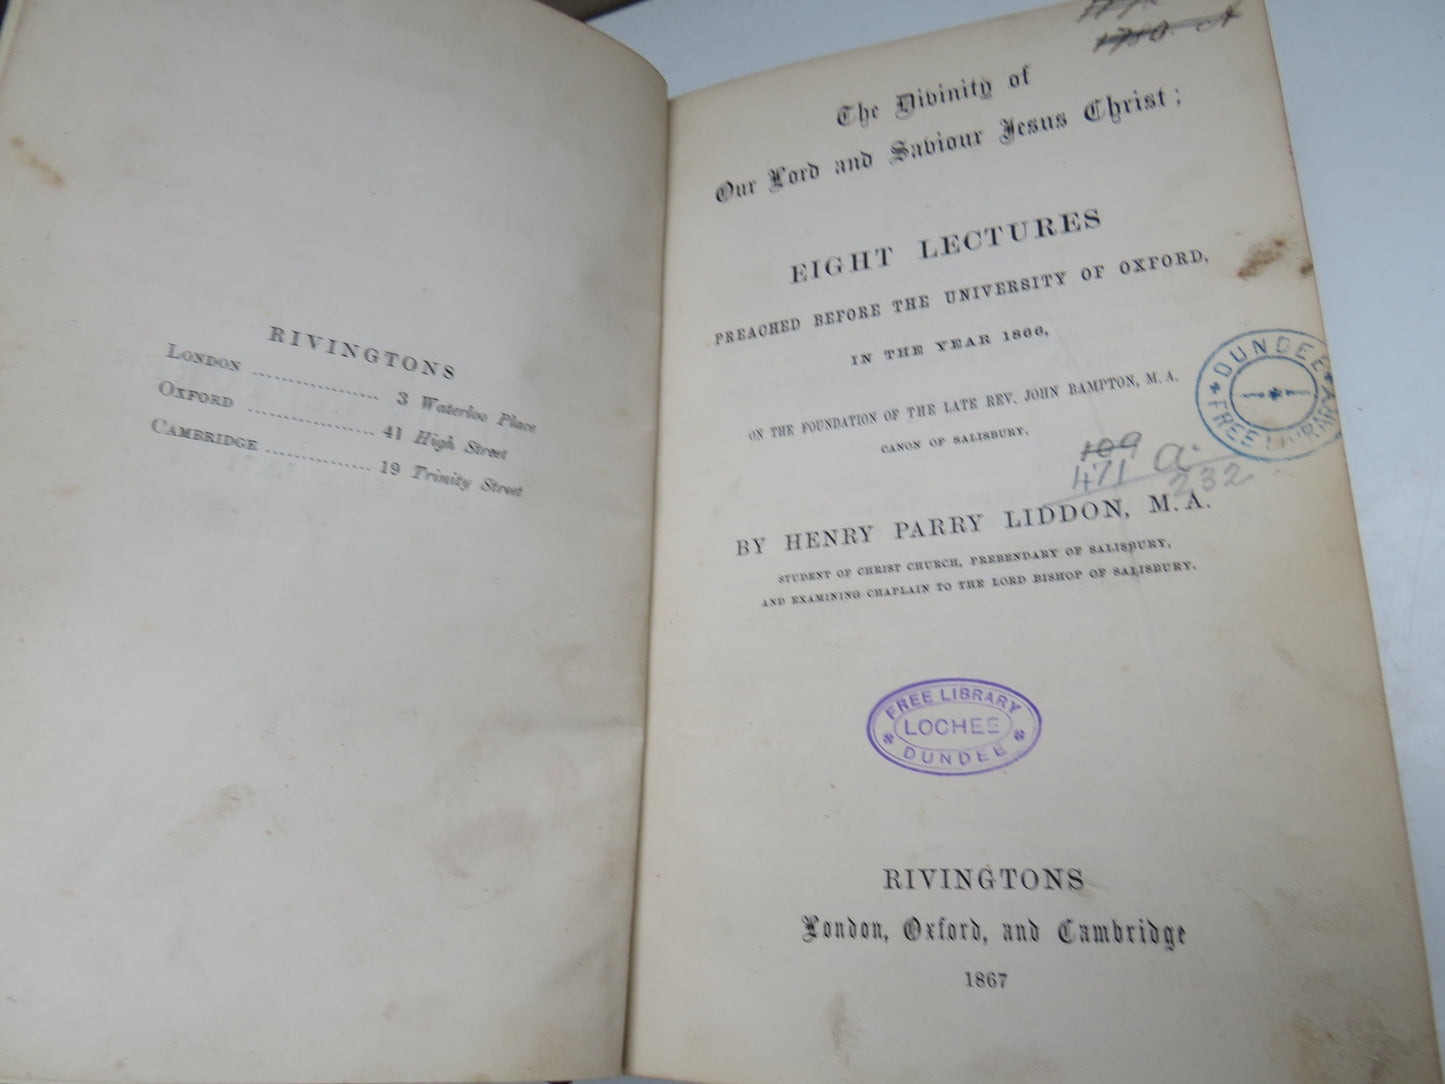 RIVINGTONS
LONDON ............... 3 Waterloo Place
OXFORD ............... 41 High Street
CAMBRIDGE ............... 19 Trinity Street
1710 A
The Divinity of
Our Lord and Saviour Jesus Christ;
EIGHT LECTURES
PREACHED BEFORE THE UNIVERSITY OF OXFORD,
IN THE YEAR 1866,
ON THE FOUNDATION OF THE LATE REV. JOHN BAMPTON, M.A.
CANON OF SALISBURY.
DUNDEE
FREE LIBRARY
109
471 a
232
BY HENRY PARRY LIDDON, M.A.
STUDENT OF CHRIST CHURCH, PREBENDARY OF SALISBURY,
AND EXAMINING CHAPLAIN TO THE LORD BISHOP OF SALISBURY.
FREE LIBRARY
LOCHEE
DUNDEE
RIVINGTONS
London, Oxford, and Cambridge
1867